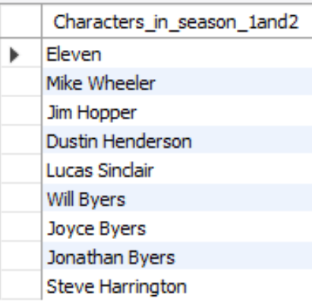 Characters_in_season_1and2
Eleven
Mike Wheeler
Jim Hopper
Dustin Henderson
Lucas Sinclair
Will Byers
Joyce Byers
Jonathan Byers
Steve Harrington